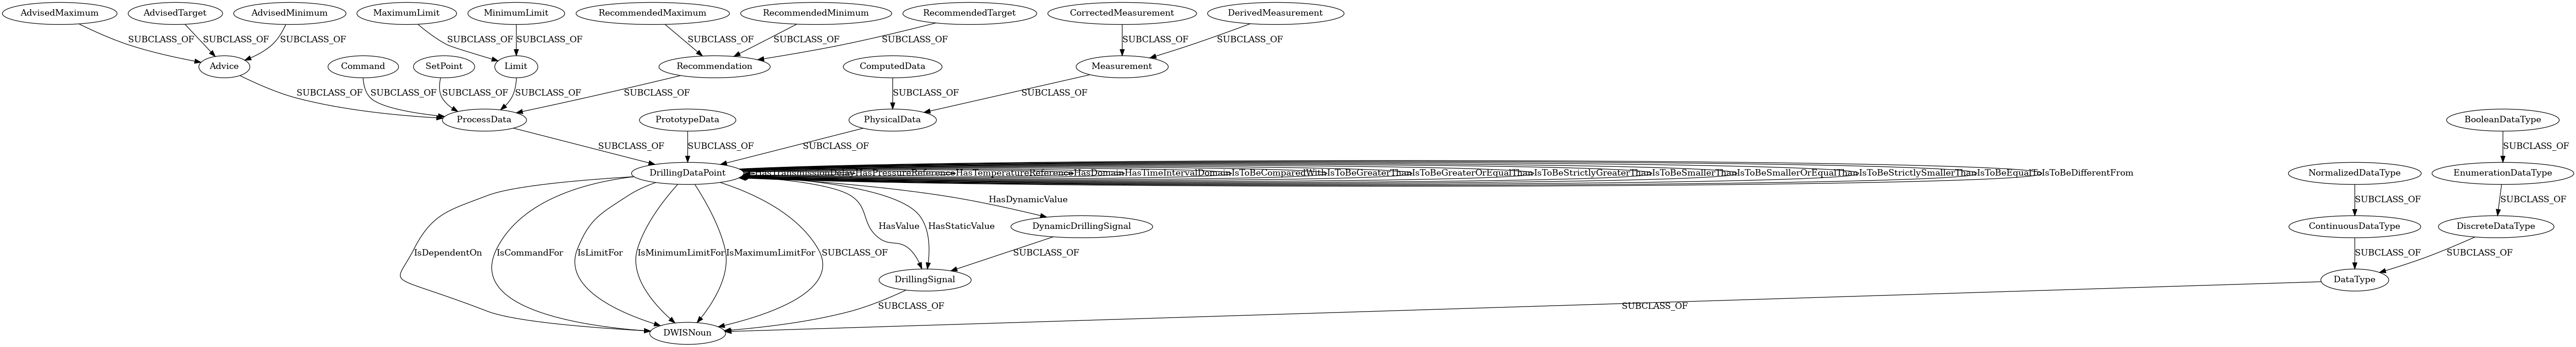 AdvisedMaximum
AdvisedTarget
AdvisedMinimum
MaximumLimit
MinimumLimit
RecommendedMaximum
RecommendedMinimum
RecommendedTarget
CorrectedMeasurement
DerivedMeasurement
SUBCLASS_OF
SUBCLASS_OF
SUBCLASS_OF
SUBCLASS_OF
SUBCLASS_OF
SUBCLASS_OF
SUBCLASS_OF
SUBCLASS_OF
SUBCLASS_OF
SUBCLASS_OF
Advice
Command
SetPoint
Limit
Recommendation
ComputedData
Measurement
SUBCLASS_OF
SUBCLASS_OF
SUBCLASS_OF
SUBCLASS_OF
SUBCLASS_OF
SUBCLASS_OF
SUBCLASS_OF
ProcessData
PrototypeData
PhysicalData
BooleanDataType
SUBCLASS_OF
SUBCLASS_OF
SUBCLASS_OF
SUBCLASS_OF
DrillingDataPoint
HasTransmissionDelay
HasPressureReference
HasTemperatureReference
HasDomain
HasTimeIntervalDomain
IsToBeComparedWith
IsToBeGreaterThan
IsToBeGreaterOrEqualThan
IsToBeStrictlyGreaterThan
IsToBeSmallerThan
IsToBeSmallerOrEqualThan
IsToBeStrictlySmallerThan
IsToBeEqualTo
IsToBeDifferentFrom
NormalizedDataType
EnumerationDataType
HasDynamicValue
SUBCLASS_OF
SUBCLASS_OF
HasValue
HasStaticValue
DynamicDrillingSignal
ContinuousDataType
DiscreteDataType
IsDependentOn
IsCommandFor
IsLimitFor
IsMinimumLimitFor
IsMaximumLimitFor
SUBCLASS_OF
SUBCLASS_OF
SUBCLASS_OF
SUBCLASS_OF
DrillingSignal
DataType
SUBCLASS_OF
SUBCLASS_OF
DWISNoun